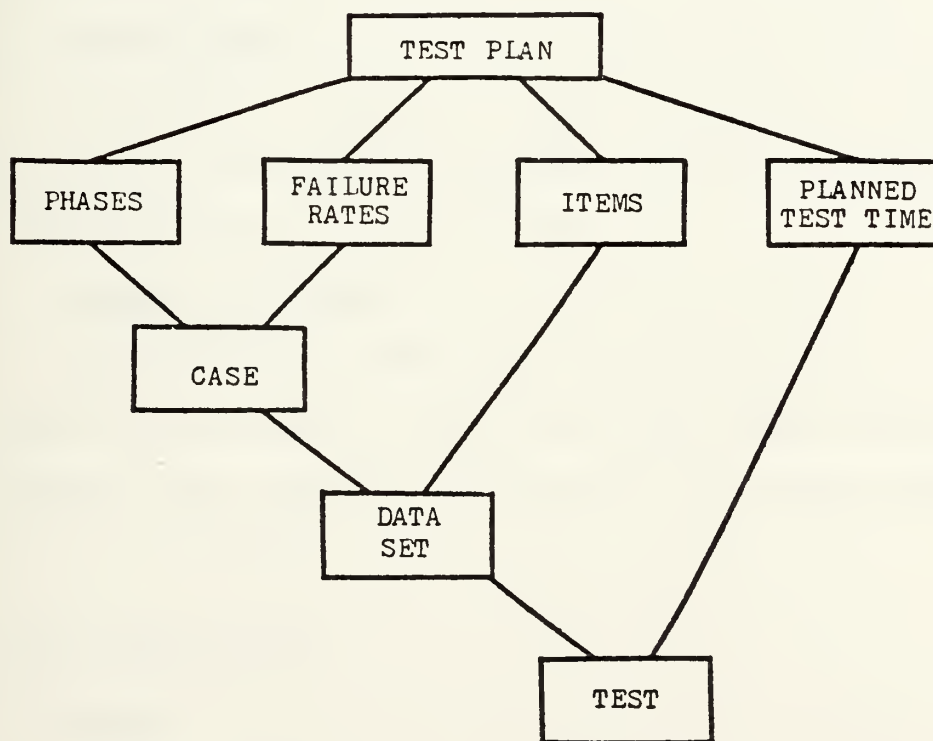 TEST PLAN
PHASES
FAILURE
RATES
ITEMS
PLANNED
TEST TIME
CASE
DATA
SET
TEST